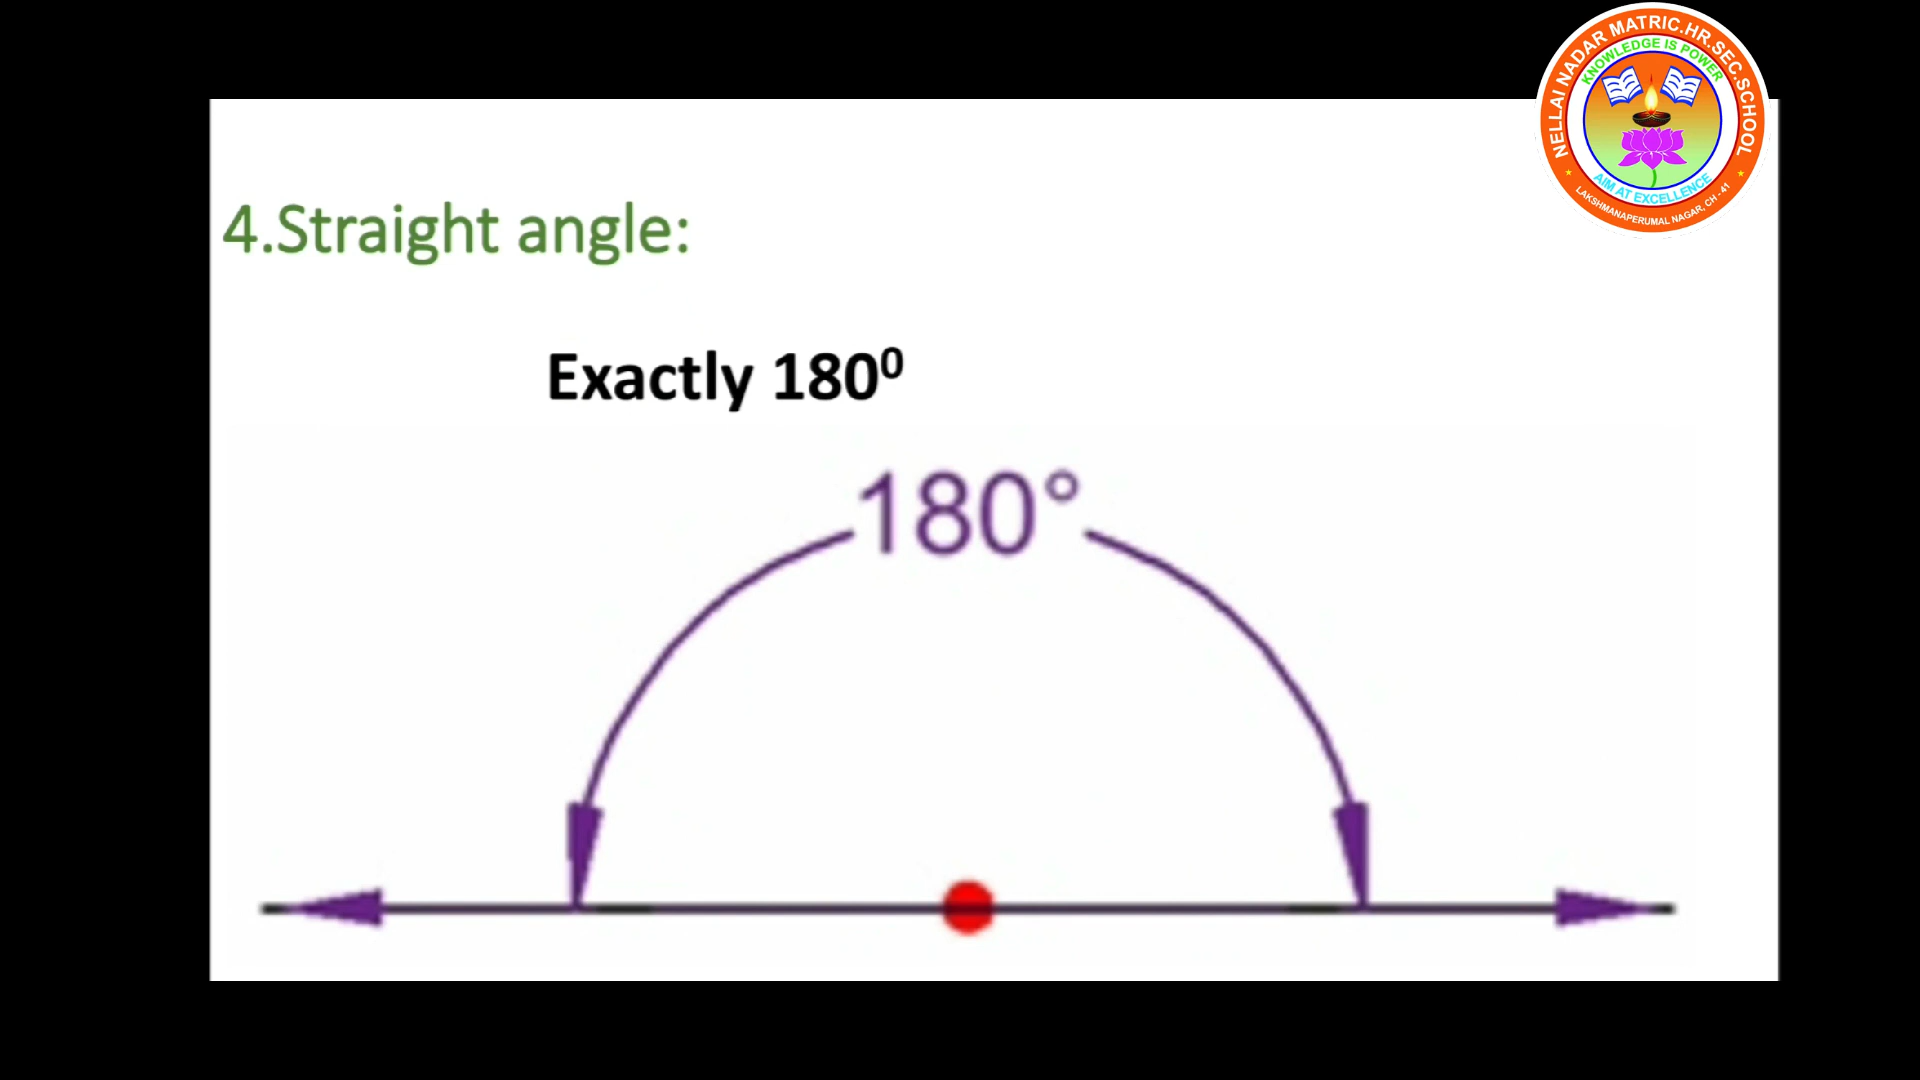 NELLAI NADAR MATRIC.HR.SEC.SCHOOL
KNOWLEDGE IS POWER
AIM AT EXCELLENCE
LAKSHMANAPERUMAL NAGAR, CH - 41
4.Straight angle:
Exactly 180⁰
180°